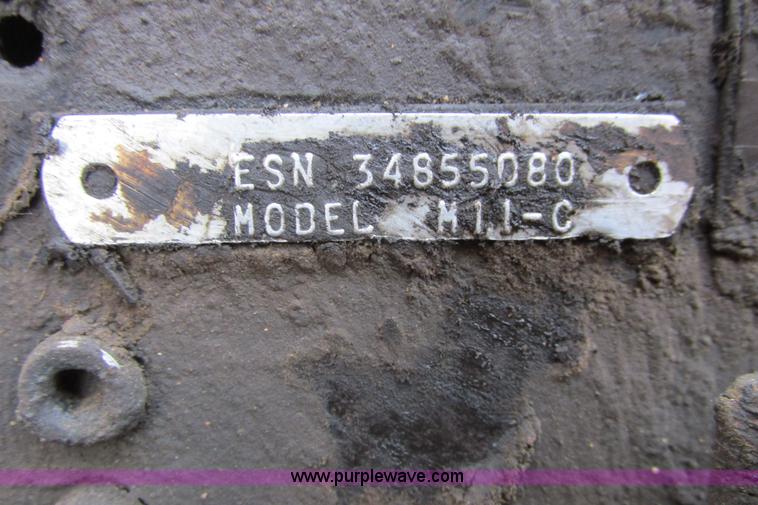 ESN 34855080
MODEL M11-C
www.purplewave.com